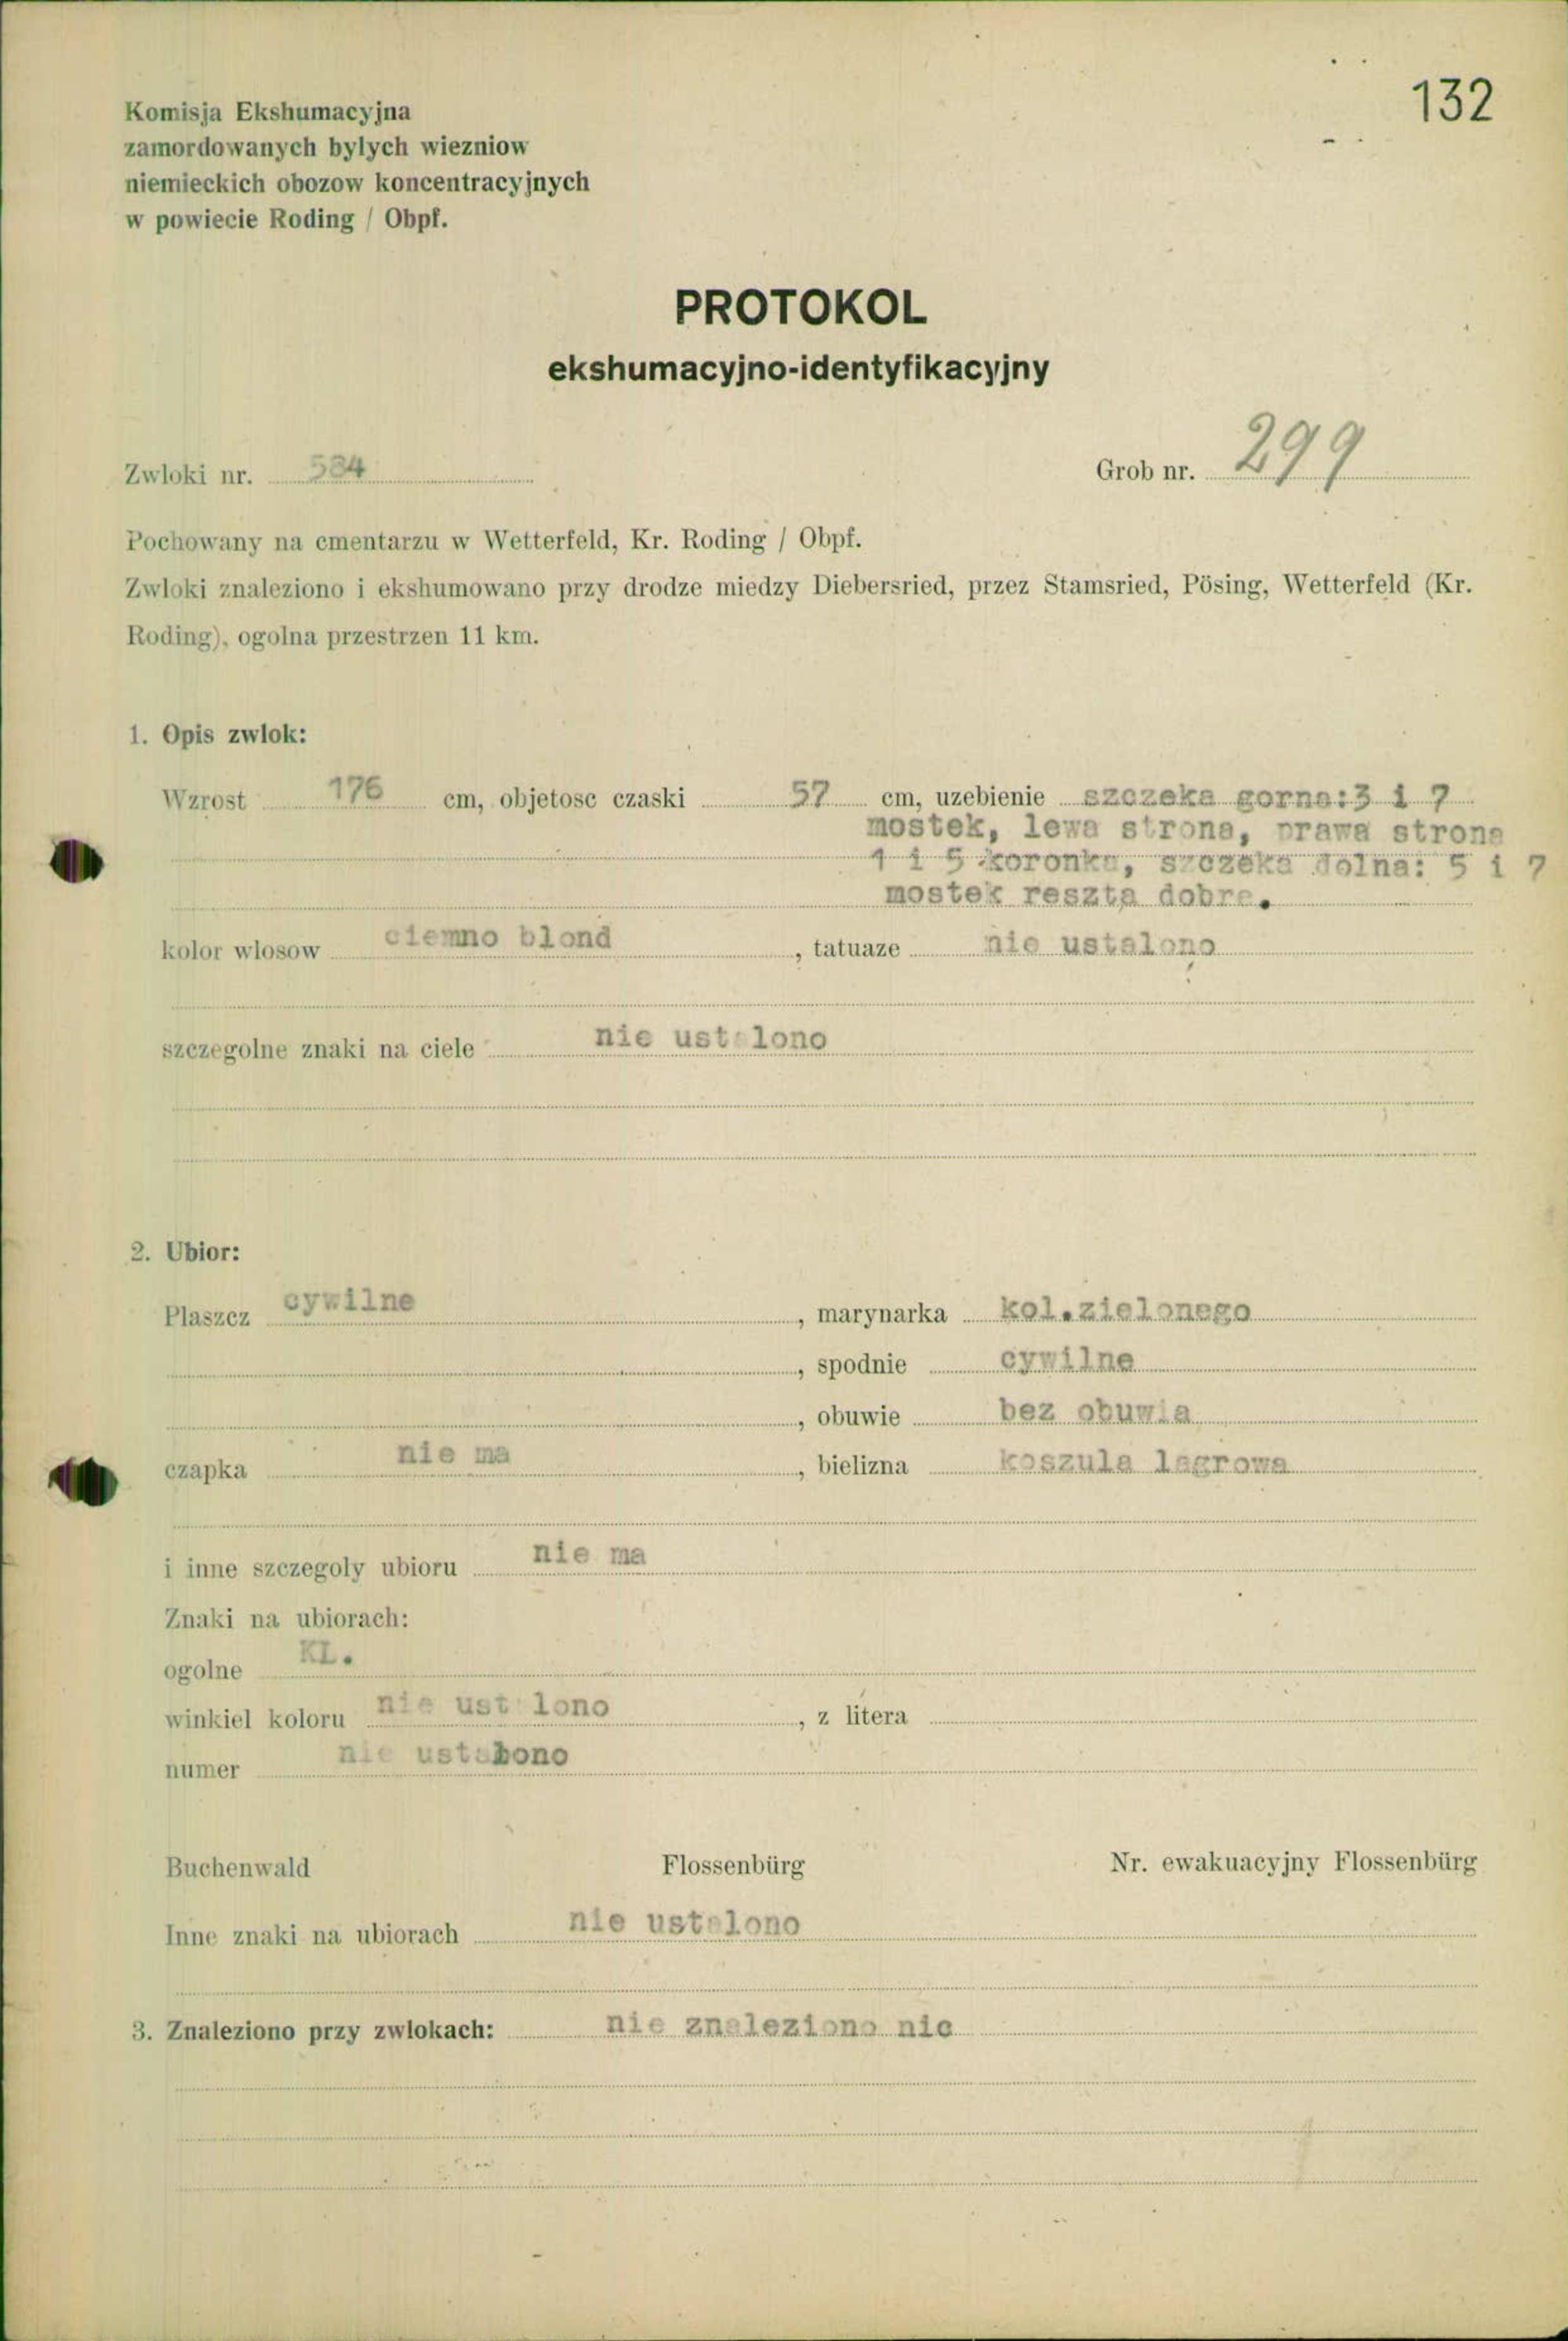 132
Komisja Ekshumacyjna
zamordowanych bylych wiezniow
niemieckich obozow koncentracyjnych
w powiecie Roding / Obpf.
PROTOKOL
ekshumacyjno-identyfikacyjny
Zwloki nr. 534 Grob nr. 299
Pochowany na cmentarzu w Wetterfeld, Kr. Roding / Obpf.
Zwloki znaleziono i ekshumowano przy drodze miedzy Diebersried, przez Stamsried, Pösing, Wetterfeld (Kr.
Roding), ogolna przestrzen 11 km.
1. Opis zwlok:
Wzrost 176 cm, objetosc czaski 57 cm, uzebienie szczeka gorna:3 i 7
mostek, lewa strona, prawa strona
1 i 5 koronka, szczeka dolna: 5 i 7
mostek reszta dobra.
kolor wlosow ciemno blond , tatuaze nie ustalono
szczegolne znaki na ciele nie ustalono
2. Ubior:
Plaszcz cywilne , marynarka kol.zielonego
, spodnie cywilne
, obuwie bez obuwia
czapka nie ma , bielizna koszula lagrowa
i inne szczegoly ubioru nie ma
Znaki na ubiorach:
ogolne KL.
winkiel koloru nie ustalono , z litera
numer nie ustalono
Buchenwald Flossenbürg Nr. ewakuacyjny Flossenbürg
Inne znaki na ubiorach nie ustalono
3. Znaleziono przy zwlokach: nie znaleziono nic